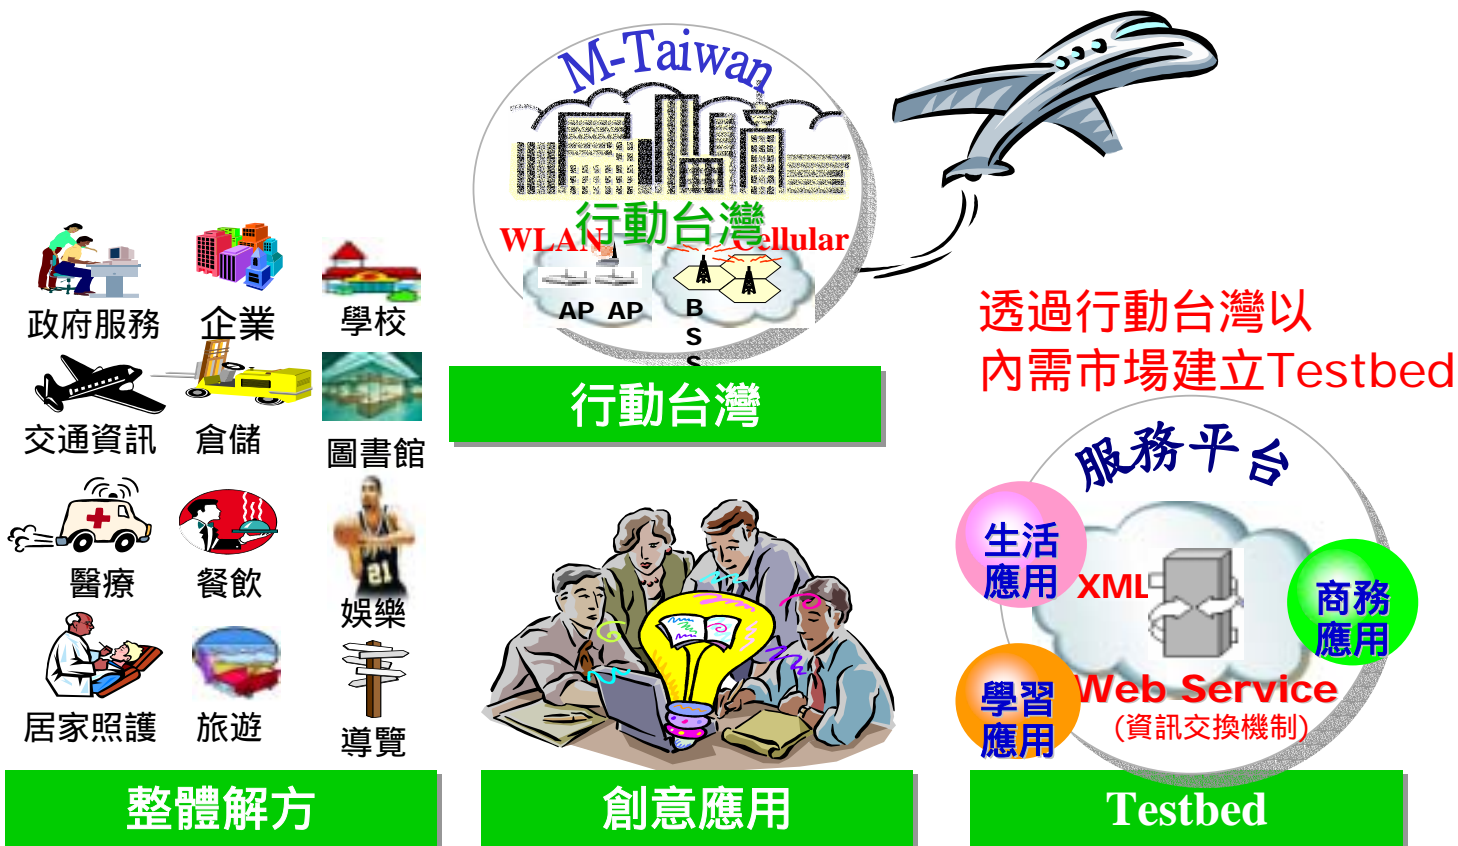 M-Taiwan
行動台灣
WLAN Cellular
AP AP BSS
行動台灣
透過行動台灣以
內需市場建立Testbed
政府服務 企業 學校
交通資訊 倉儲 圖書館
醫療 餐飲 娛樂
居家照護 旅遊 導覽
整體解方
創意應用
服務平台
生活
應用
XML
商務
應用
學習
應用
Web Service
(資訊交換機制)
Testbed
21